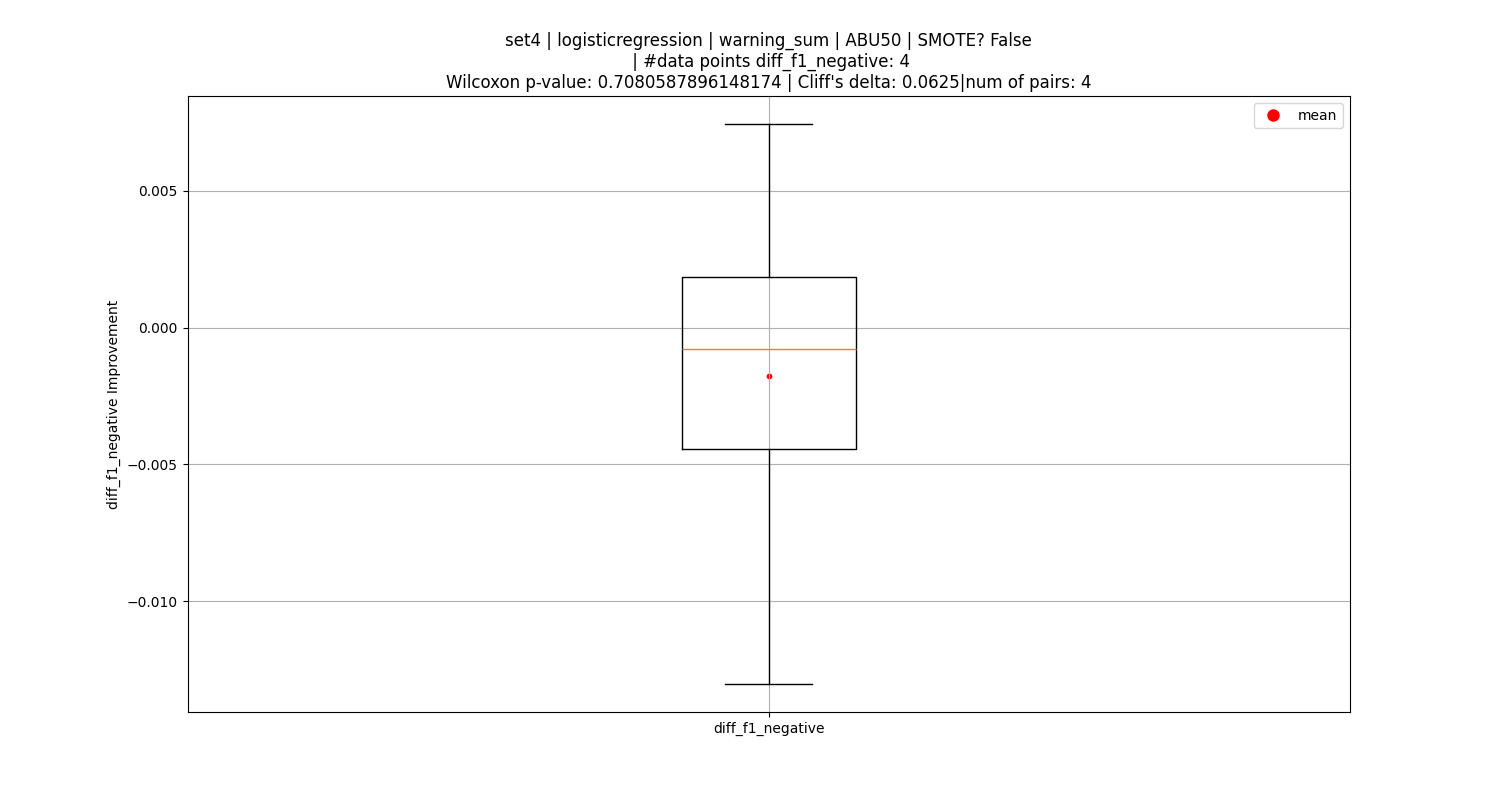 set4 | logisticregression | warning_sum | ABU50 | SMOTE? False
| #data points diff_f1_negative: 4
Wilcoxon p-value: 0.7080587896148174 | Cliff's delta: 0.0625|num of pairs: 4
mean
0.005
0.000
−0.005
−0.010
diff_f1_negative Improvement
diff_f1_negative